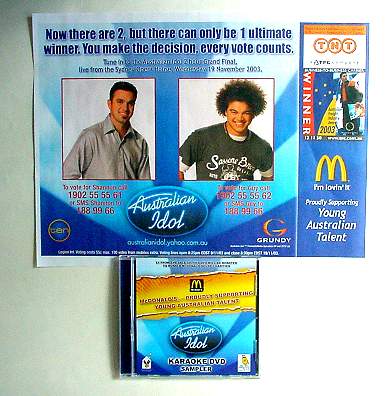 Now there are 2, but there can only be 1 ultimate
winner. You make the decision, every vote counts.
Tune in to the Australian Idol 2 hour Grand Final,
live from the Sydney Opera House, Wednesday 19 November 2003.
TNT
WINNER
2003
i'm lovin' it
Proudly Supporting
Young
Australian
Talent
To vote for Shannon call
1902 55 55 61
or SMS Shannon to
188 99 66
To vote for Guy call
1902 55 55 62
or SMS Guy to
188 99 66
Australian
Idol
australianidol.yahoo.com.au
ten
GRUNDY
McDONALD'S PROUDLY SUPPORTING
YOUNG AUSTRALIAN TALENT
Australian
Idol
KARAOKE DVD
SAMPLER